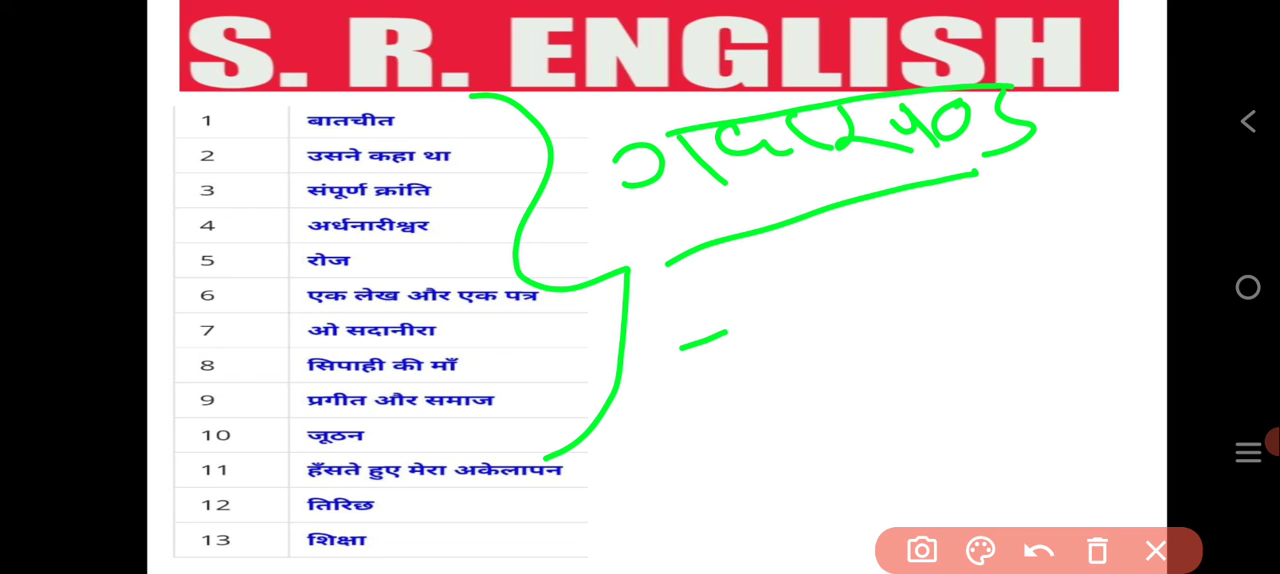 S. R. ENGLISH
1 बातचीत
2 उसने कहा था
3 संपूर्ण क्रांति
4 अर्धनारीश्वर
5 रोज
6 एक लेख और एक पत्र
7 ओ सदानीरा
8 सिपाही की माँ
9 प्रगीत और समाज
10 जूठन
11 हँसते हुए मेरा अकेलापन
12 तिरिछ
13 शिक्षा